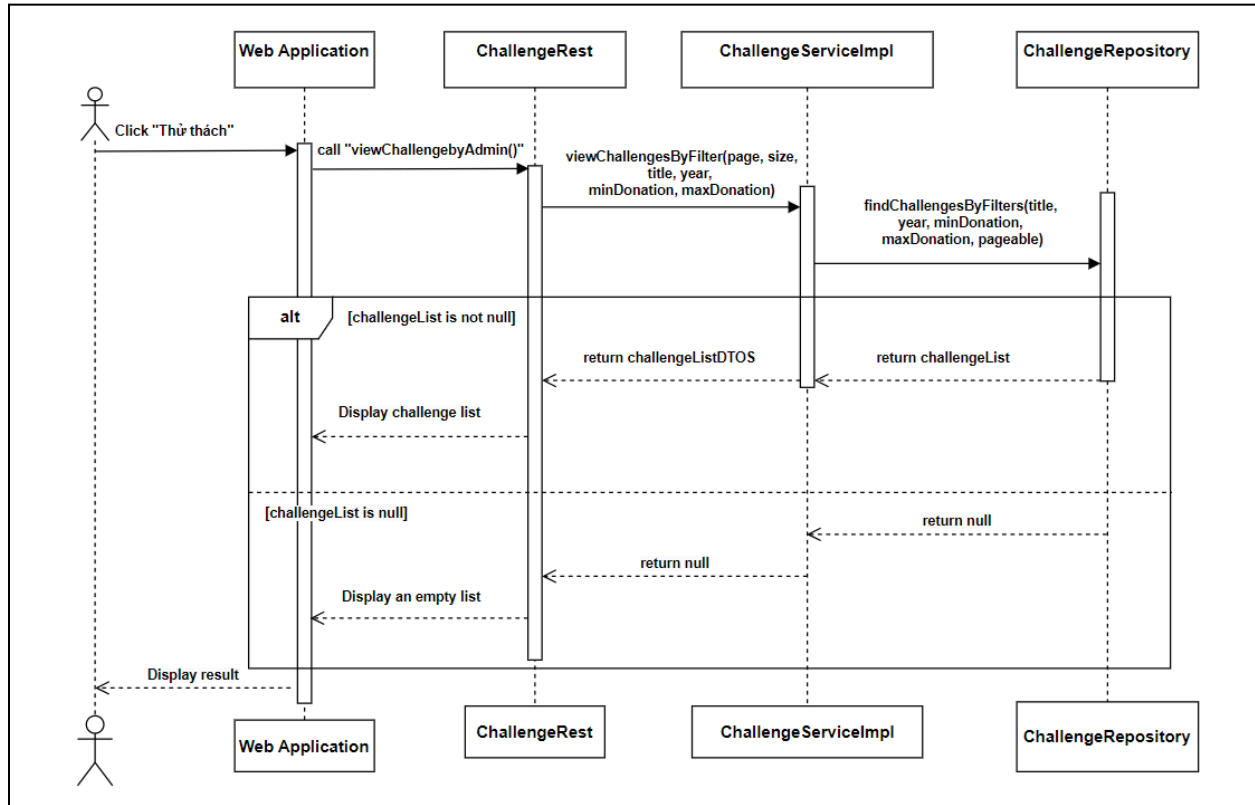 Web Application
ChallengeRest
ChallengeServiceImpl
ChallengeRepository
Click "Thử thách"
call "viewChallengebyAdmin()"
viewChallengesByFilter(page, size,
title, year,
minDonation, maxDonation)
findChallengesByFilters(title,
year, minDonation,
maxDonation, pageable)
alt
[challengeList is not null]
return challengeListDTOS
return challengeList
Display challenge list
[challengeList is null]
return null
return null
Display an empty list
Display result
Web Application
ChallengeRest
ChallengeServiceImpl
ChallengeRepository